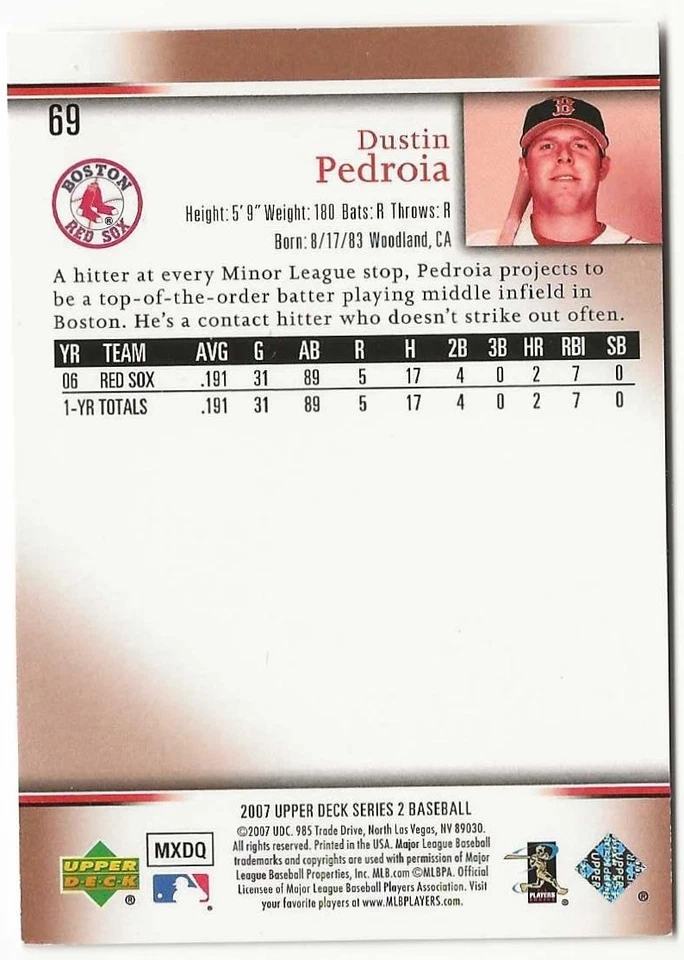 69
Dustin
Pedroia
BOSTON
RED SOX
®
B
Height: 5' 9" Weight: 180 Bats: R Throws: R
Born: 8/17/83 Woodland, CA
A hitter at every Minor League stop, Pedroia projects to
be a top-of-the-order batter playing middle infield in
Boston. He's a contact hitter who doesn't strike out often.
YR TEAM AVG G AB R H 2B 3B HR RBI SB
06 RED SOX .191 31 89 5 17 4 0 2 7 0
1-YR TOTALS .191 31 89 5 17 4 0 2 7 0
2007 UPPER DECK SERIES 2 BASEBALL
©2007 UDC. 985 Trade Drive, North Las Vegas, NV 89030.
All rights reserved. Printed in the USA. Major League Baseball
trademarks and copyrights are used with permission of Major
League Baseball Properties, Inc. MLB.com ©MLBPA. Official
Licensee of Major League Baseball Players Association. Visit
your favorite players at www.MLBPLAYERS.com.
UPPER
DECK
®
MXDQ
®
PLAYERS
®
UPPER
®